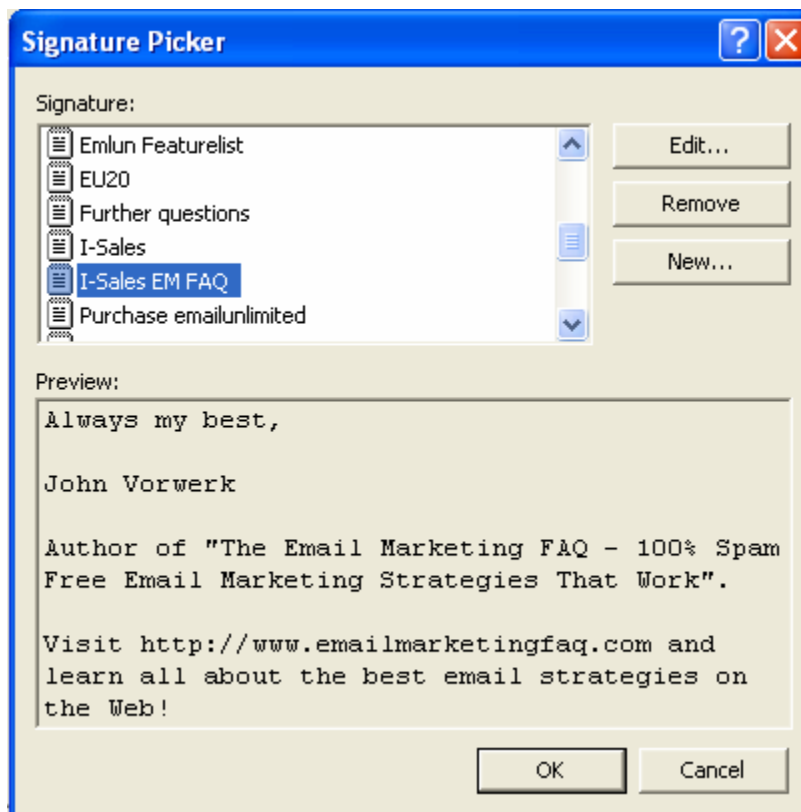 Signature Picker
Signature:
Emlun Featurelist
EU20
Further questions
I-Sales
I-Sales EM FAQ
Purchase emailunlimited
Edit...
Remove
New...
Preview:
Always my best,
John Vorwerk
Author of "The Email Marketing FAQ - 100% Spam
Free Email Marketing Strategies That Work".
Visit http://www.emailmarketingfaq.com and
learn all about the best email strategies on
the Web!
OK
Cancel